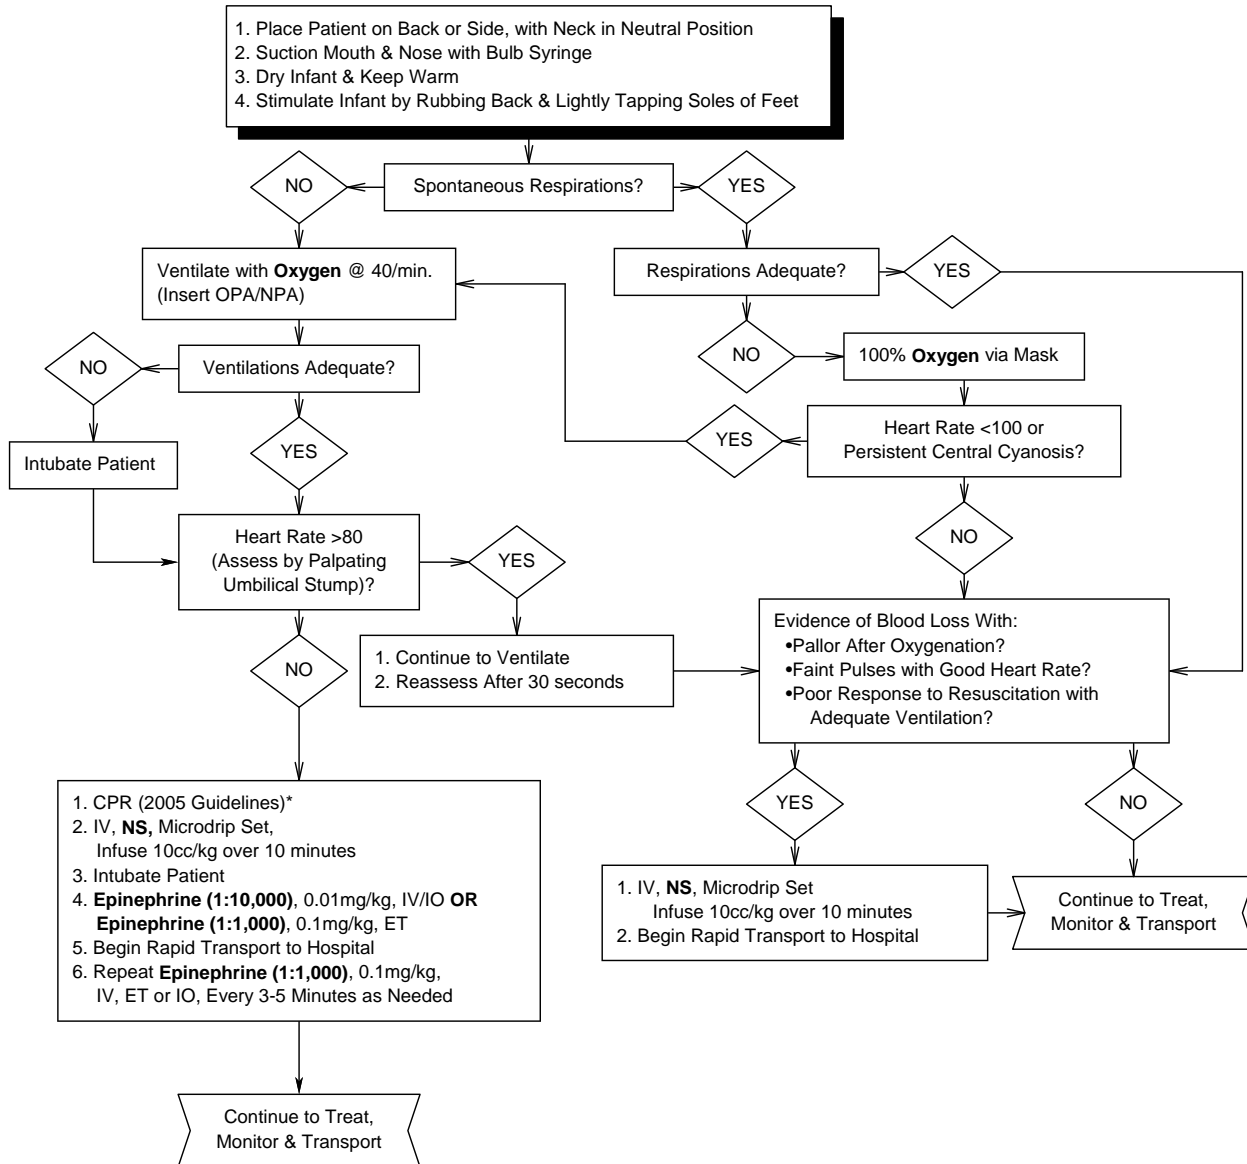 1. Place Patient on Back or Side, with Neck in Neutral Position
2. Suction Mouth & Nose with Bulb Syringe
3. Dry Infant & Keep Warm
4. Stimulate Infant by Rubbing Back & Lightly Tapping Soles of Feet
NO
Spontaneous Respirations?
YES
Ventilate with Oxygen @ 40/min.
(Insert OPA/NPA)
Respirations Adequate?
YES
NO
Ventilations Adequate?
NO
100% Oxygen via Mask
YES
Heart Rate <100 or
Persistent Central Cyanosis?
YES
Intubate Patient
NO
Heart Rate >80
(Assess by Palpating
Umbilical Stump)?
YES
NO
1. Continue to Ventilate
2. Reassess After 30 seconds
Evidence of Blood Loss With:
•Pallor After Oxygenation?
•Faint Pulses with Good Heart Rate?
•Poor Response to Resuscitation with
Adequate Ventilation?
YES
NO
1. CPR (2005 Guidelines)*
2. IV, NS, Microdrip Set,
Infuse 10cc/kg over 10 minutes
3. Intubate Patient
4. Epinephrine (1:10,000), 0.01mg/kg, IV/IO OR
Epinephrine (1:1,000), 0.1mg/kg, ET
5. Begin Rapid Transport to Hospital
6. Repeat Epinephrine (1:1,000), 0.1mg/kg,
IV, ET or IO, Every 3-5 Minutes as Needed
1. IV, NS, Microdrip Set
Infuse 10cc/kg over 10 minutes
2. Begin Rapid Transport to Hospital
Continue to Treat,
Monitor & Transport
Continue to Treat,
Monitor & Transport